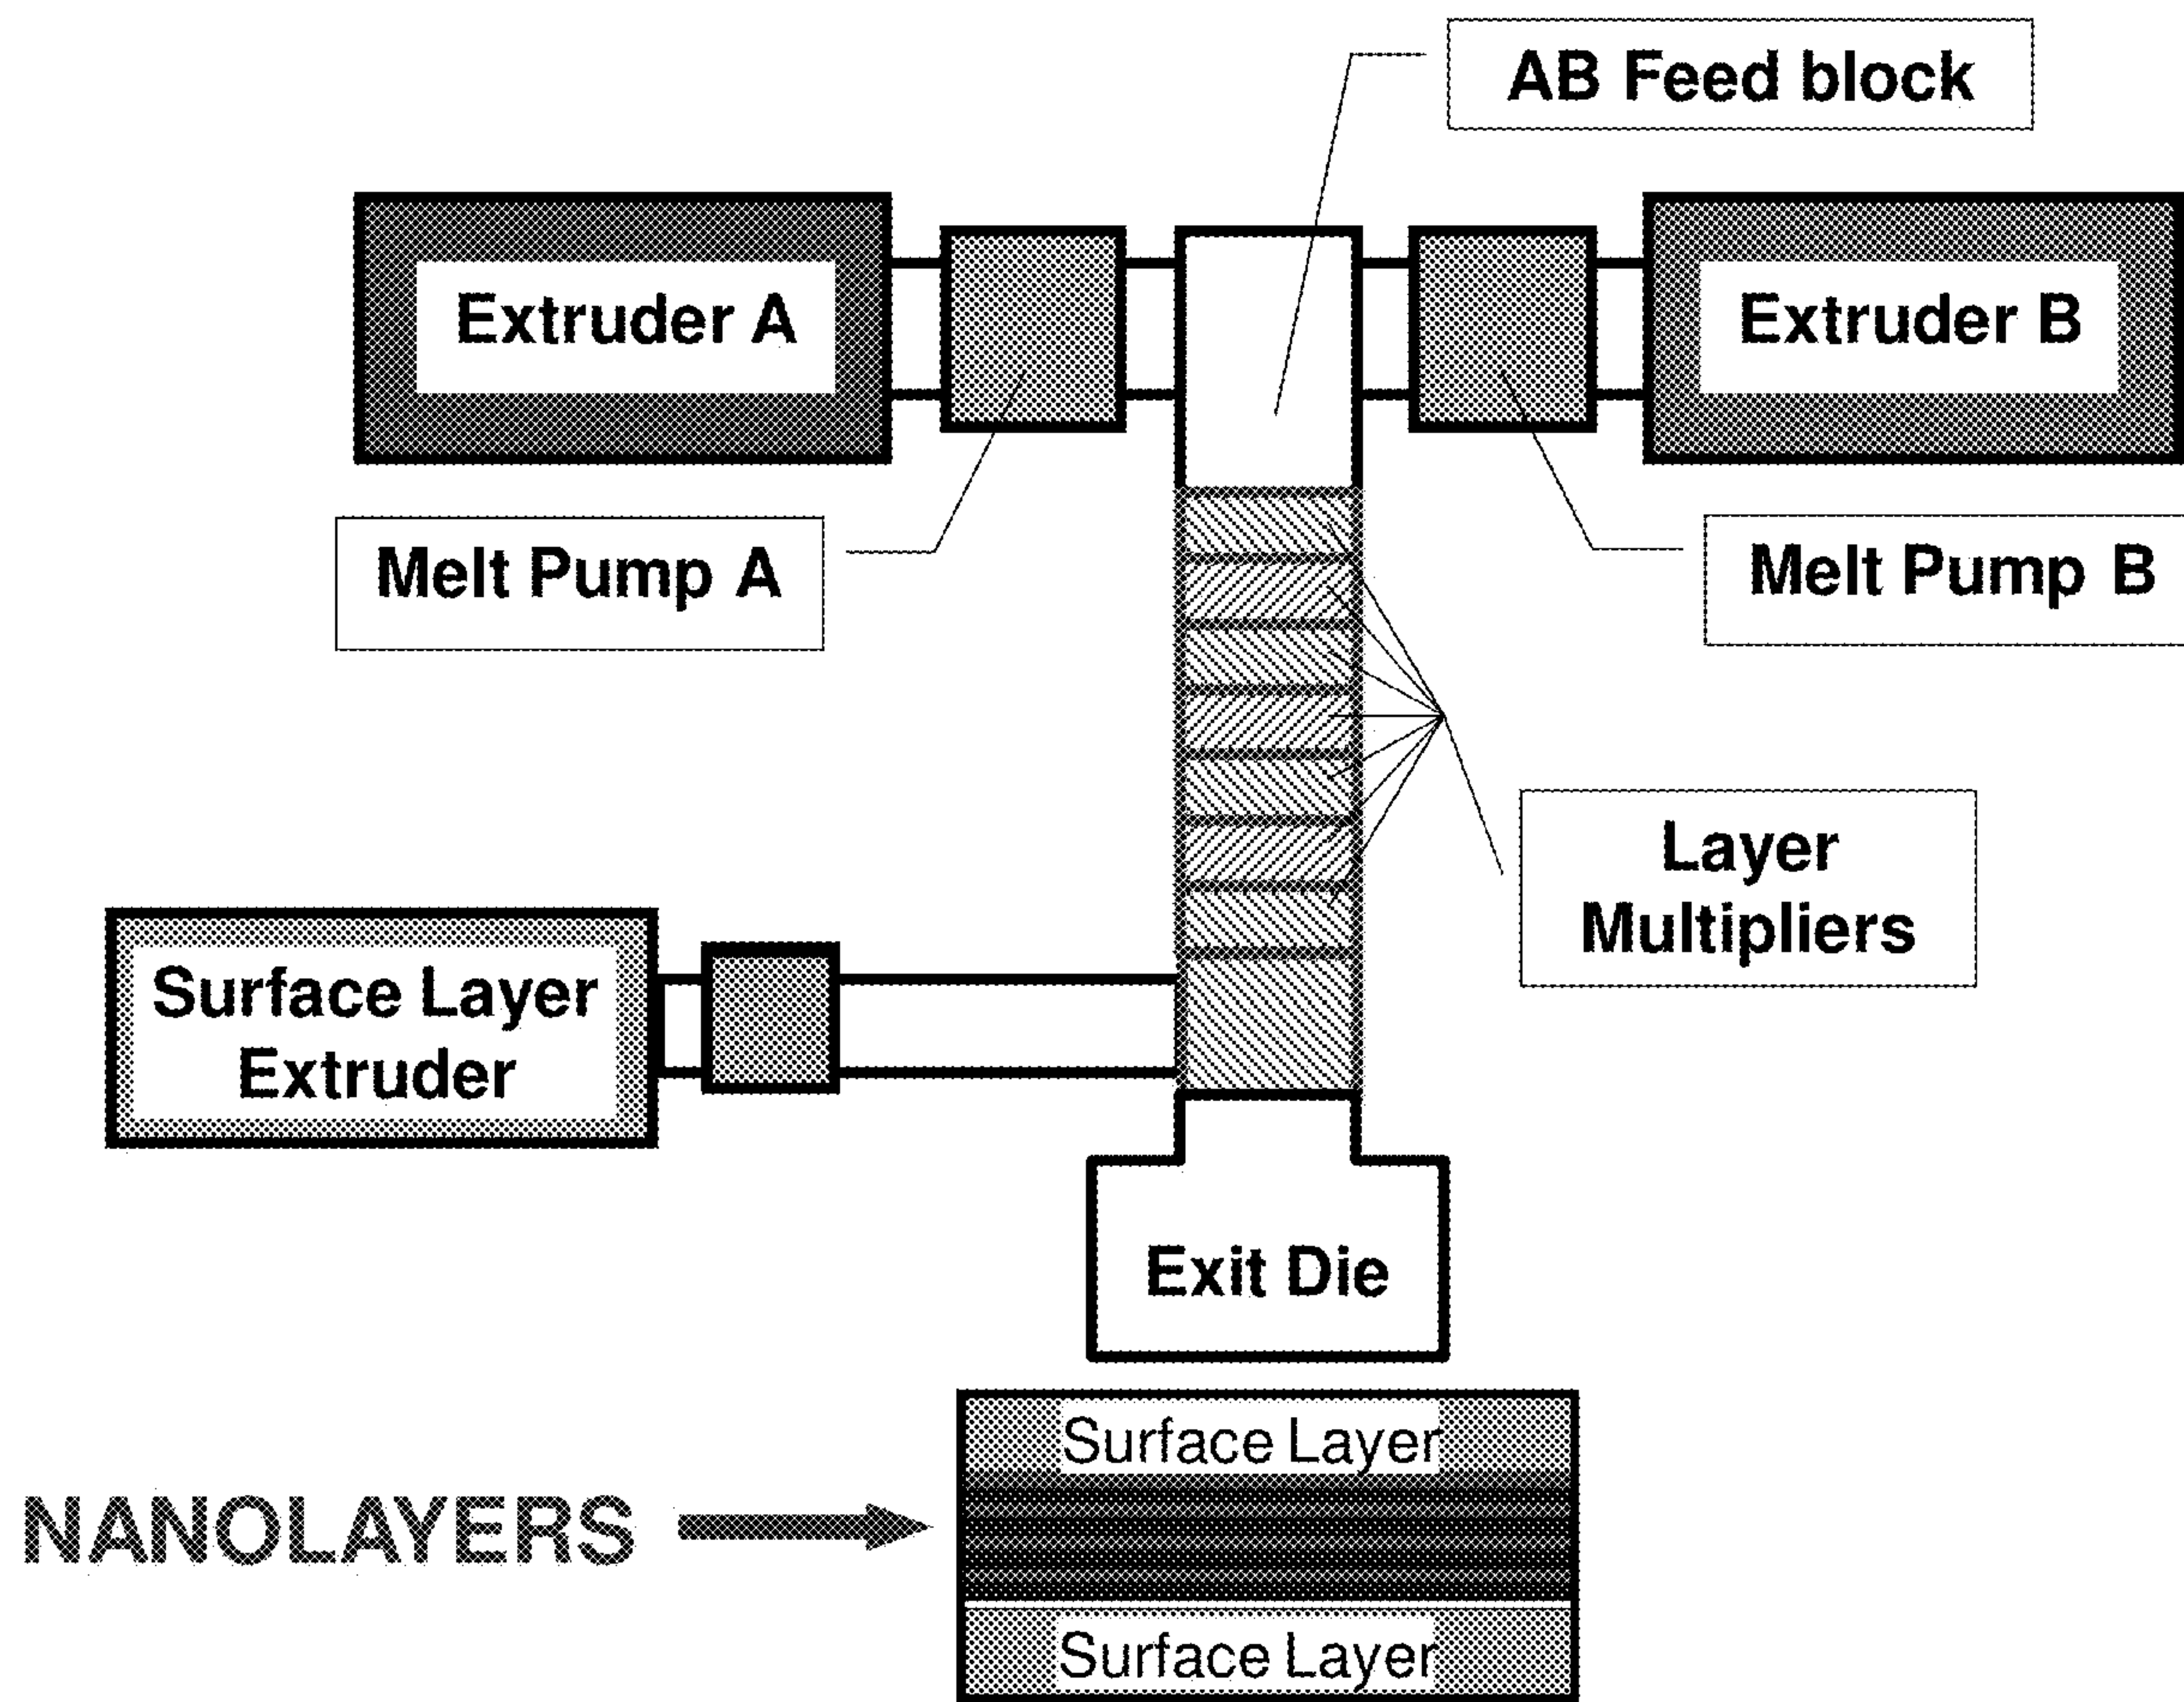 AB Feed block
Extruder A
Extruder B
Melt Pump A
Melt Pump B
Layer
Multipliers
Surface Layer
Extruder
Exit Die
Surface Layer
NANOLAYERS
Surface Layer